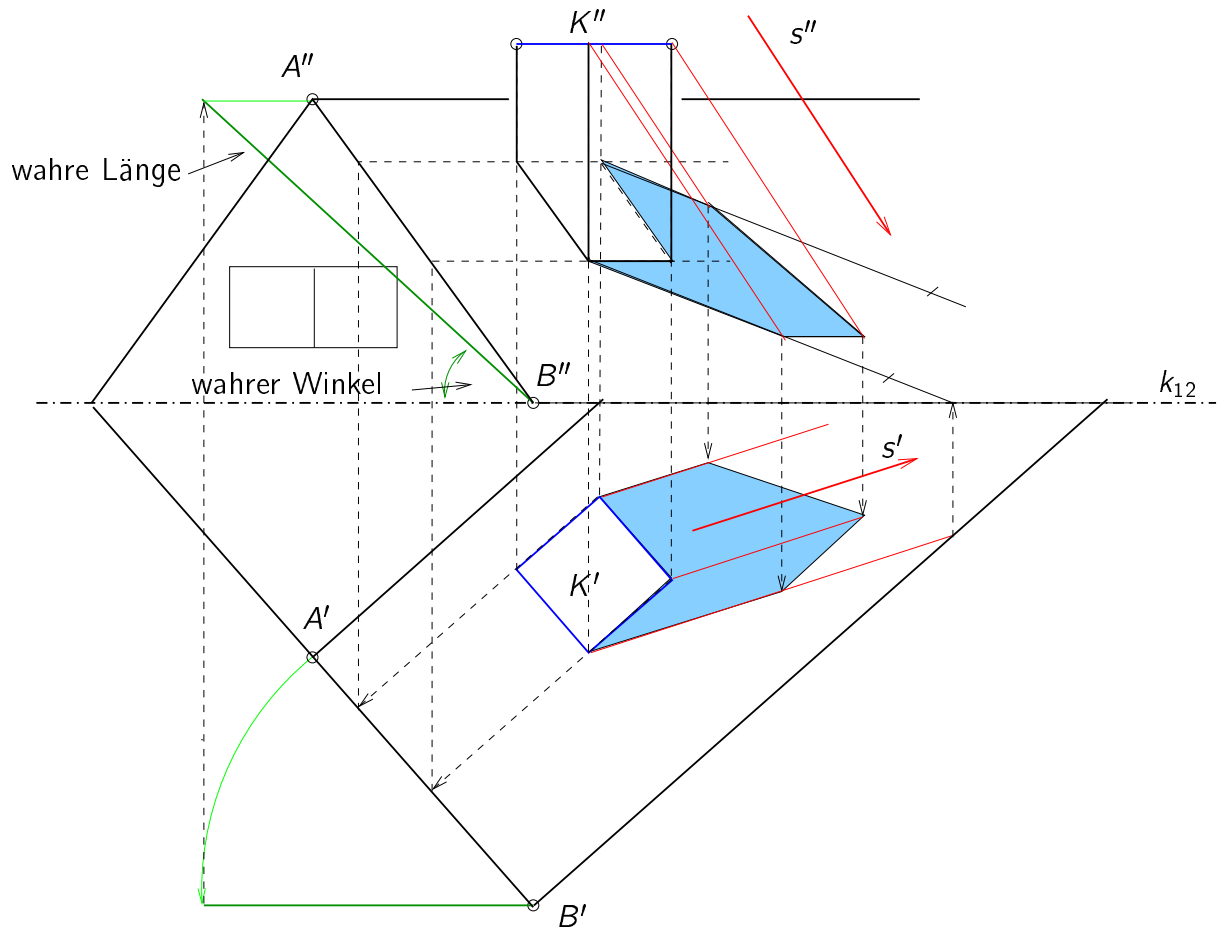 K″
s″
A″
wahre Länge
wahrer Winkel
B″
k₁₂
s′
K′
A′
B′